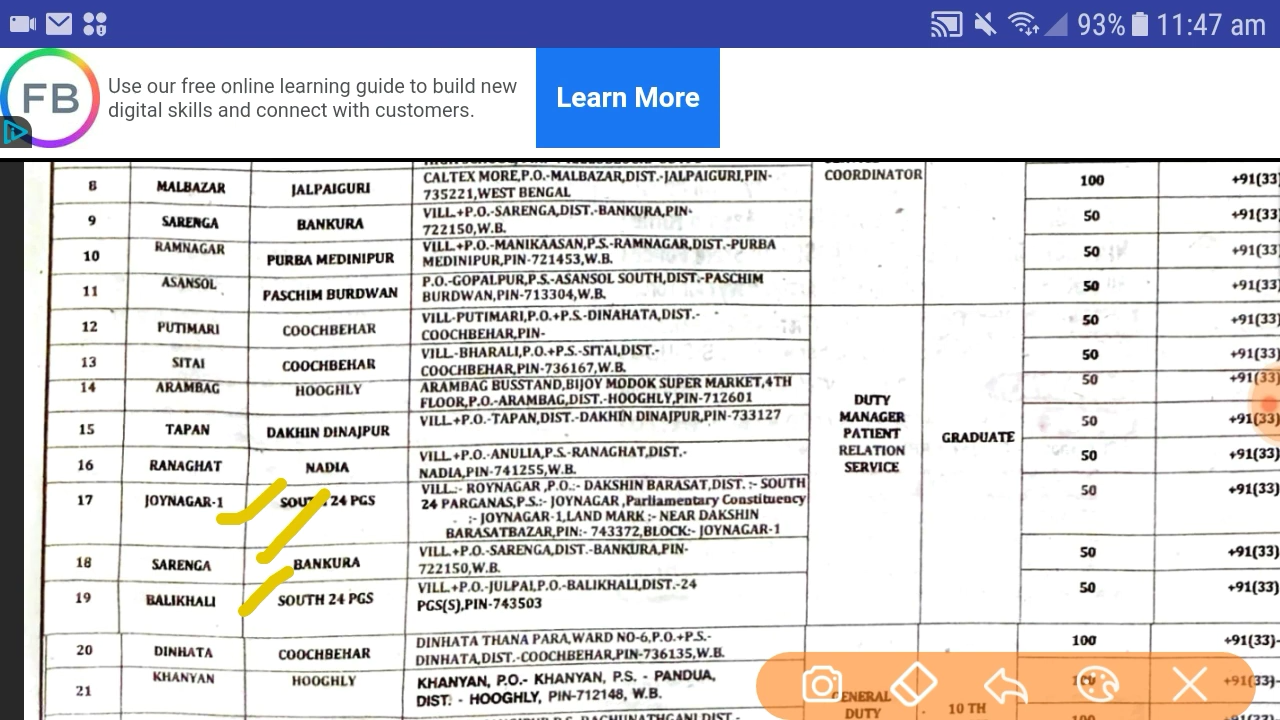 93% 11:47 am
FB
Use our free online learning guide to build new
digital skills and connect with customers.
Learn More
COORDINATOR
8 MALBAZAR JALPAIGURI CALTEX MORE,P.O.-MALBAZAR,DIST.-JALPAIGURI,PIN-
735221,WEST BENGAL
100 +91(33)
9 SARENGA BANKURA VILL.+P.O.-SARENGA,DIST.-BANKURA,PIN-
722150,W.B.
50 +91(33)
10 RAMNAGAR PURBA MEDINIPUR VILL.+P.O.-MANIKAASAN,P.S.-RAMNAGAR,DIST.-PURBA
MEDINIPUR,PIN-721453,W.B.
50 +91(33)
11 ASANSOL PASCHIM BURDWAN P.O.-GOPALPUR,P.S.-ASANSOL SOUTH,DIST.-PASCHIM
BURDWAN,PIN-713304,W.B.
50 +91(33)
12 PUTIMARI COOCHBEHAR VILL-PUTIMARI,P.O.+P.S.-DINAHATA,DIST.-
COOCHBEHAR,PIN-
50 +91(33)
13 SITAI COOCHBEHAR VILL.-BHARALI,P.O.+P.S.-SITAI,DIST.-
COOCHBEHAR,PIN-736167,W.B.
50 +91(33)
14 ARAMBAG HOOGHLY ARAMBAG BUSSTAND,BIJOY MODOK SUPER MARKET,4TH
FLOOR,P.O.-ARAMBAG,DIST.-HOOGHLY,PIN-712601
50 +91(33)
15 TAPAN DAKHIN DINAJPUR VILL.+P.O.-TAPAN,DIST.-DAKHIN DINAJPUR,PIN-733127
50 +91(33)
16 RANAGHAT NADIA VILL.+P.O.-ANULIA,P.S.-RANAGHAT,DIST.-
NADIA,PIN-741255,W.B.
50 +91(33)
DUTY
MANAGER
PATIENT
RELATION
SERVICE
GRADUATE
17 JOYNAGAR-1 SOUTH 24 PGS VILL:- ROYNAGAR ,P.O.:- DAKSHIN BARASAT,DIST. :- SOUTH
24 PARGANAS,P.S.:- JOYNAGAR ,Parliamentary Constituency
:- JOYNAGAR-1,LAND MARK :- NEAR DAKSHIN
BARASATBAZAR,PIN:- 743372,BLOCK:- JOYNAGAR-1
50 +91(33)
18 SARENGA BANKURA VILL.+P.O.-SARENGA,DIST.-BANKURA,PIN-
722150,W.B.
50 +91(33)
19 BALIKHALI SOUTH 24 PGS VILL.+P.O.-JULPAI,P.O.-BALIKHALI,DIST.-24
PGS(S),PIN-743503
50 +91(33)
20 DINHATA COOCHBEHAR DINHATA THANA PARA,WARD NO-6,P.O.+P.S.-
DINHATA,DIST.-COOCHBEHAR,PIN-736135,W.B.
100 +91(33)-
21 KHANYAN HOOGHLY KHANYAN, P.O.- KHANYAN, P.S. - PANDUA,
DIST. - HOOGHLY, PIN-712148, W.B.
100 +91(33)-
GENERAL
DUTY
10 TH